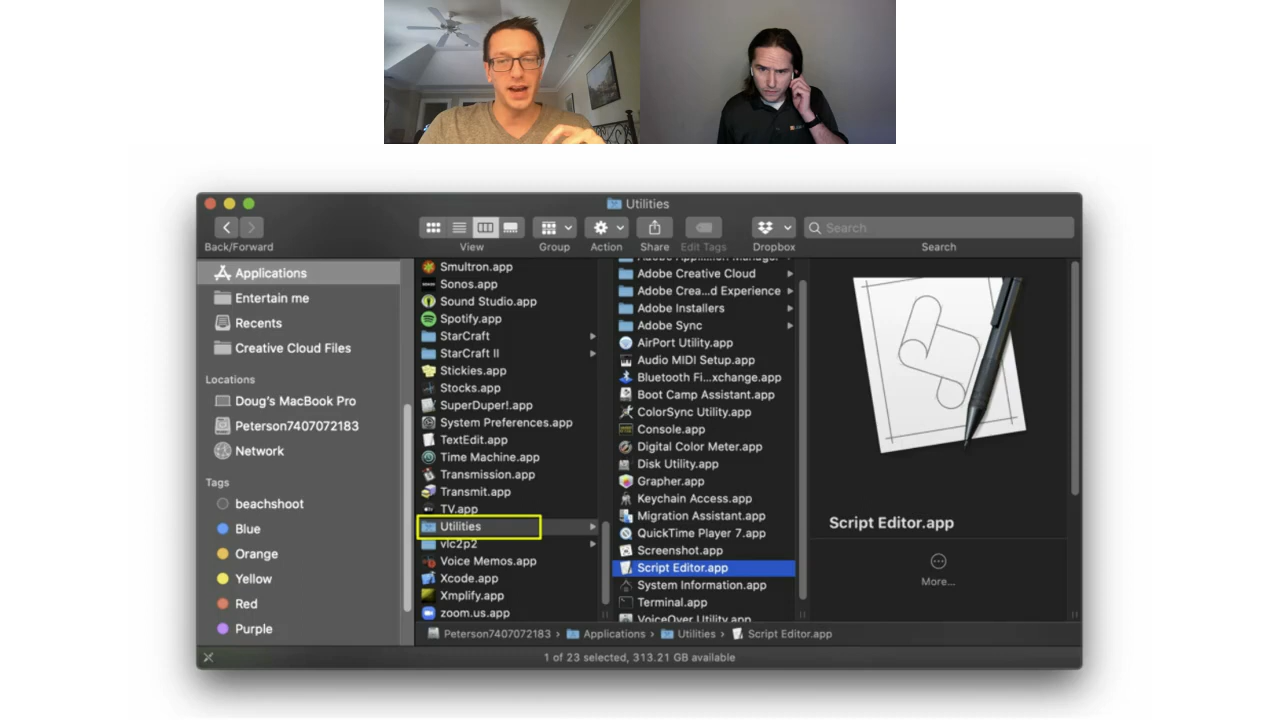 Utilities
Back/Forward
View
Group
Action
Share
Edit Tags
Dropbox
Search
Search
Applications
Entertain me
Recents
Creative Cloud Files
Locations
Doug's MacBook Pro
Peterson7407072183
Network
Tags
beachshoot
Blue
Orange
Yellow
Red
Purple
Smultron.app
Sonos.app
Sound Studio.app
Spotify.app
StarCraft
StarCraft II
Stickies.app
Stocks.app
SuperDuper!.app
System Preferences.app
TextEdit.app
Time Machine.app
Transmission.app
Transmit.app
TV.app
Utilities
vlc2p2
Voice Memos.app
Xcode.app
Xmplify.app
zoom.us.app
Adobe Creative Cloud
Adobe Crea...d Experience
Adobe Installers
Adobe Sync
AirPort Utility.app
Audio MIDI Setup.app
Bluetooth Fi...xchange.app
Boot Camp Assistant.app
ColorSync Utility.app
Console.app
Digital Color Meter.app
Disk Utility.app
Grapher.app
Keychain Access.app
Migration Assistant.app
QuickTime Player 7.app
Screenshot.app
Script Editor.app
System Information.app
Terminal.app
VoiceOver Utility.app
Script Editor.app
More...
Peterson7407072183 › Applications › Utilities › Script Editor.app
1 of 23 selected, 313.21 GB available